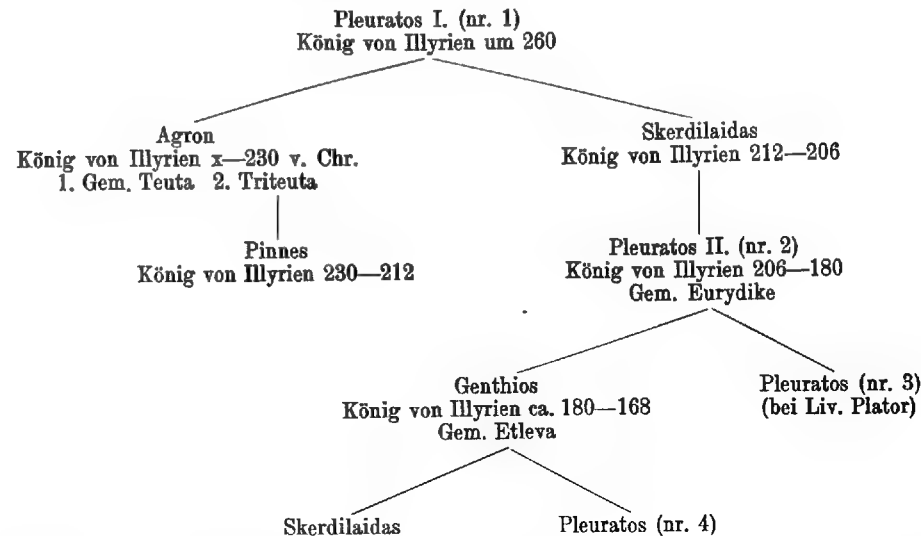 Pleuratos I. (nr. 1)
König von Illyrien um 260
Agron
König von Illyrien x—230 v. Chr.
1. Gem. Teuta 2. Triteuta
Skerdilaidas
König von Illyrien 212—206
Pinnes
König von Illyrien 230—212
Pleuratos II. (nr. 2)
König von Illyrien 206—180
Gem. Eurydike
Genthios
König von Illyrien ca. 180—168
Gem. Etleva
Pleuratos (nr. 3)
(bei Liv. Plator)
Skerdilaidas
Pleuratos (nr. 4)